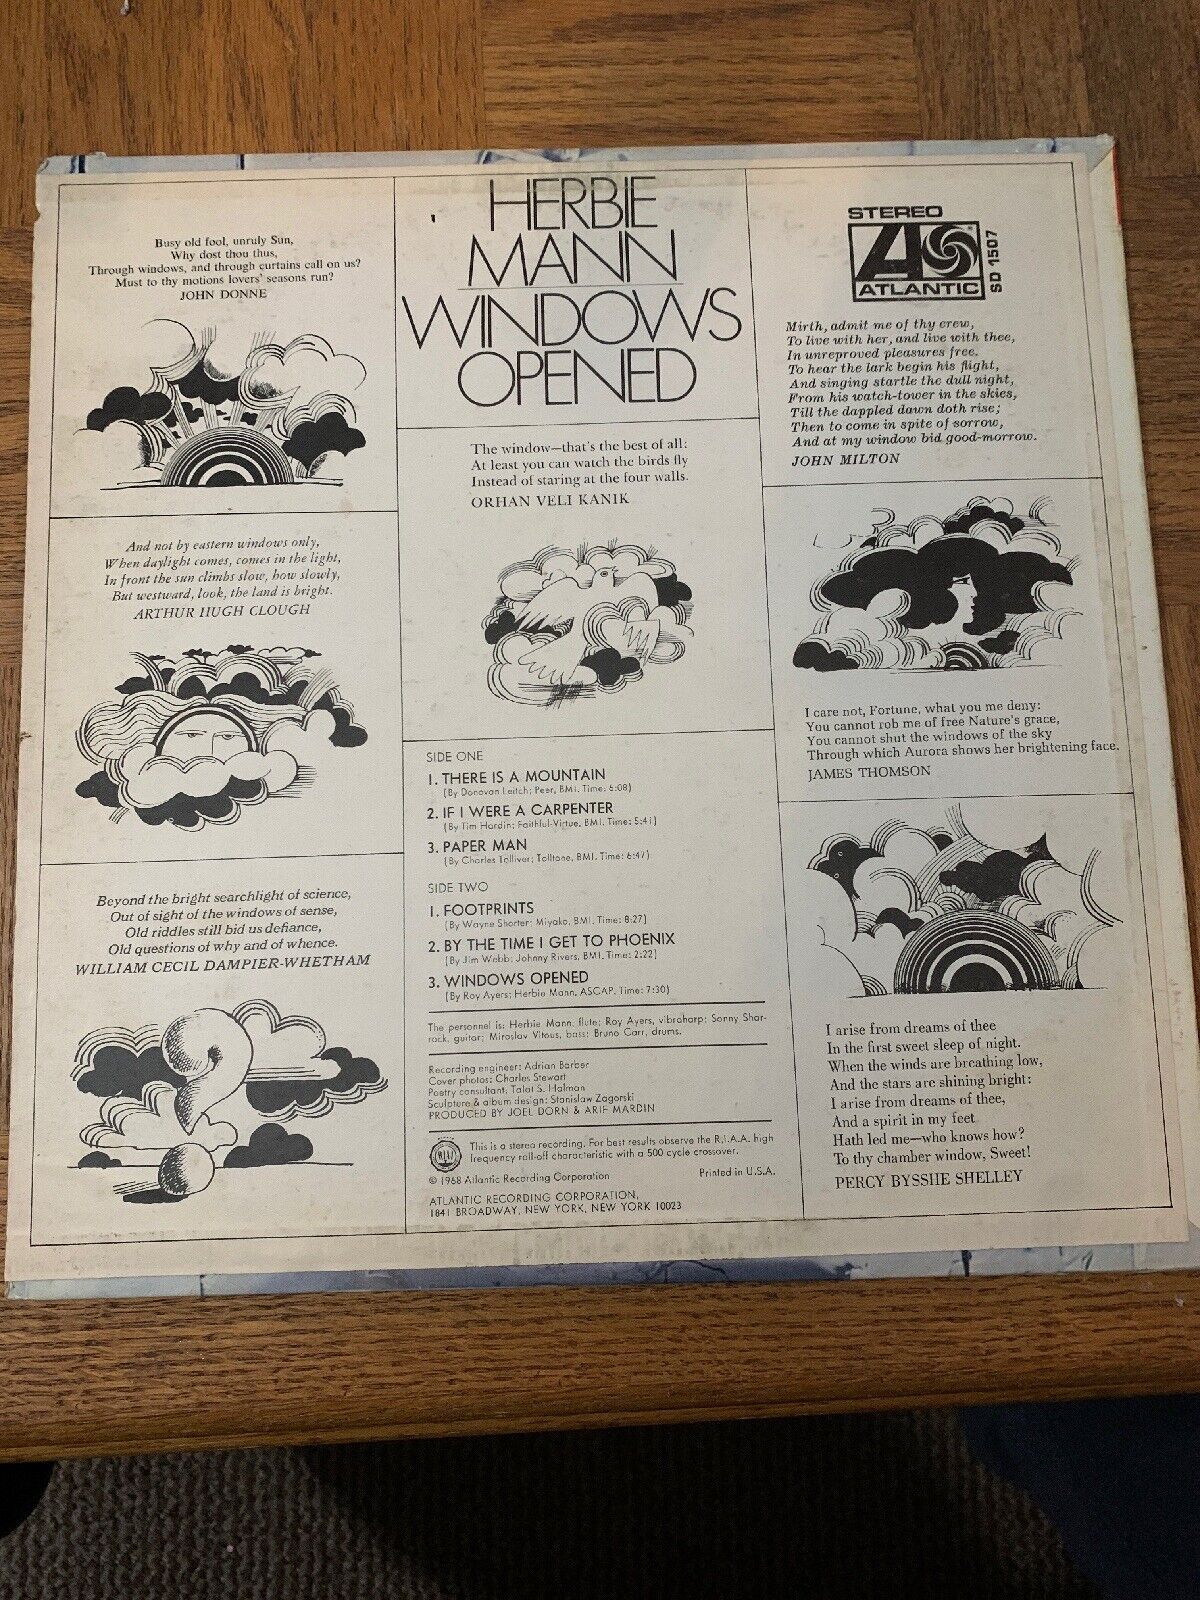 Busy old fool, unruly Sun,
Why dost thou thus,
Through windows, and through curtains call on us?
Must to thy motions lovers' seasons run?
JOHN DONNE
And not by eastern windows only,
When daylight comes, comes in the light,
In front the sun climbs slow, how slowly,
But westward, look, the land is bright.
ARTHUR HUGH CLOUGH
Beyond the bright searchlight of science,
Out of sight of the windows of sense,
Old riddles still bid us defiance,
Old questions of why and of whence.
WILLIAM CECIL DAMPIER-WHETHAM
HERBIE
MANN
WINDOWS
OPENED
The window—that's the best of all:
At least you can watch the birds fly
Instead of staring at the four walls.
ORHAN VELI KANIK
SIDE ONE
1. THERE IS A MOUNTAIN
(By Donovan Leitch; Peer, BMI. Time: 6:08)
2. IF I WERE A CARPENTER
(By Tim Hardin; Faithful-Virtue, BMI. Time: 5:41)
3. PAPER MAN
(By Charles Tolliver; Tolltone, BMI. Time: 6:47)
SIDE TWO
1. FOOTPRINTS
(By Wayne Shorter; Miyako, BMI. Time: 8:27)
2. BY THE TIME I GET TO PHOENIX
(By Jim Webb; Johnny Rivers, BMI. Time: 2:22)
3. WINDOWS OPENED
(By Roy Ayers; Herbie Mann, ASCAP. Time: 7:30)
The personnel is: Herbie Mann, flute; Roy Ayers, vibraharp; Sonny Shar-
rock, guitar; Miroslav Vitous, bass; Bruno Carr, drums.
Recording engineer: Adrian Barber
Cover photos: Charles Stewart
Poetry consultant, Talat S. Halman
Sculpture & album design: Stanislaw Zagorski
PRODUCED BY JOEL DORN & ARIF MARDIN
This is a stereo recording. For best results observe the R.I.A.A. high
frequency roll-off characteristic with a 500 cycle crossover.
© 1968 Atlantic Recording Corporation Printed in U.S.A.
ATLANTIC RECORDING CORPORATION,
1841 BROADWAY, NEW YORK, NEW YORK 10023
STEREO
ATLANTIC
SD 1507
Mirth, admit me of thy crew,
To live with her, and live with thee,
In unreproved pleasures free.
To hear the lark begin his flight,
And singing startle the dull night,
From his watch-tower in the skies,
Till the dappled dawn doth rise;
Then to come in spite of sorrow,
And at my window bid good-morrow.
JOHN MILTON
I care not, Fortune, what you me deny:
You cannot rob me of free Nature's grace,
You cannot shut the windows of the sky
Through which Aurora shows her brightening face.
JAMES THOMSON
I arise from dreams of thee
In the first sweet sleep of night.
When the winds are breathing low,
And the stars are shining bright:
I arise from dreams of thee,
And a spirit in my feet
Hath led me—who knows how?
To thy chamber window, Sweet!
PERCY BYSSHE SHELLEY